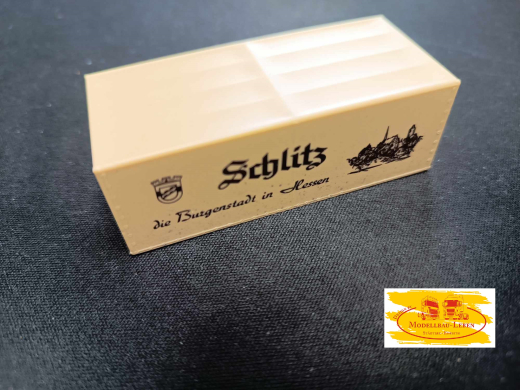 Schlitz
die Burgenstadt in Hessen
MODELLBAU-LEBEN